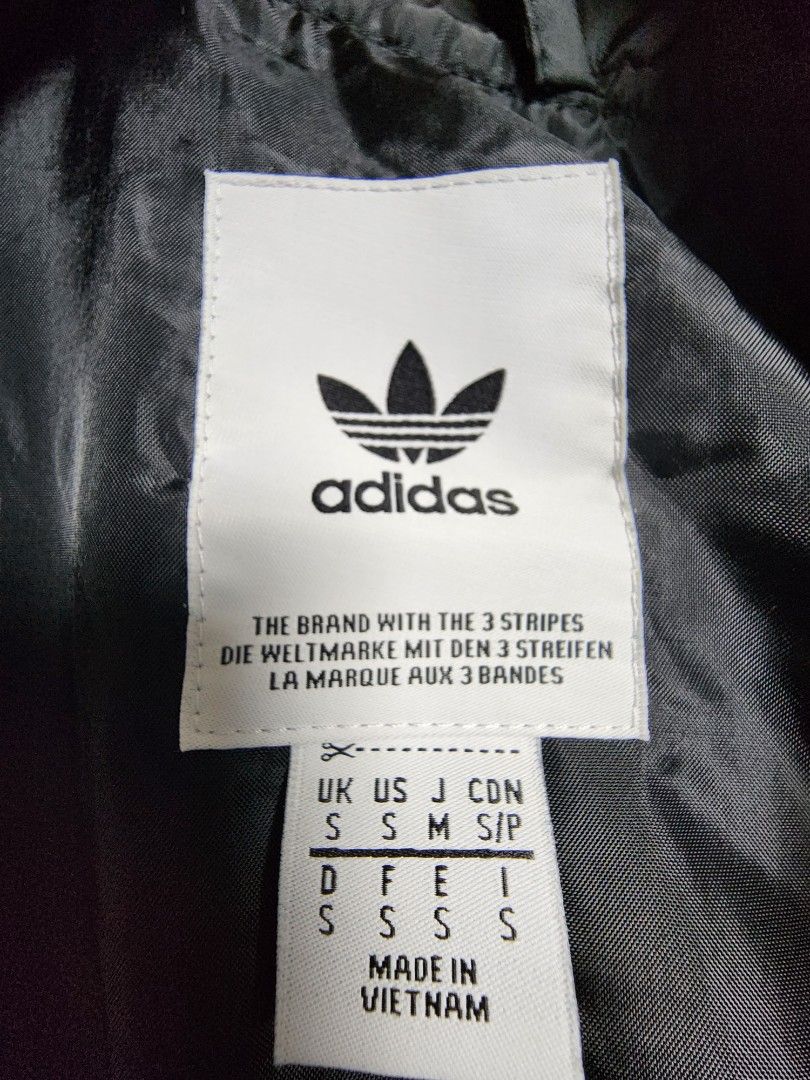 adidas
THE BRAND WITH THE 3 STRIPES
DIE WELTMARKE MIT DEN 3 STREIFEN
LA MARQUE AUX 3 BANDES
UK US J CDN
S S M S/P
D F E I
S S S S
MADE IN
VIETNAM